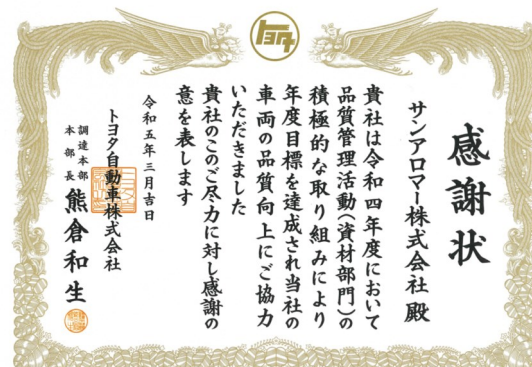 トヨタ
感謝状
サンアロマー株式会社 殿
貴社は令和四年度において
品質管理活動(資材部門)の
積極的な取り組みにより
年度目標を達成され当社の
車両の品質向上にご協力
いただきました
貴社のこのご尽力に対し感謝の
意を表します
令和五年三月吉日
トヨタ自動車株式会社
調達本部
本部長 熊倉和生